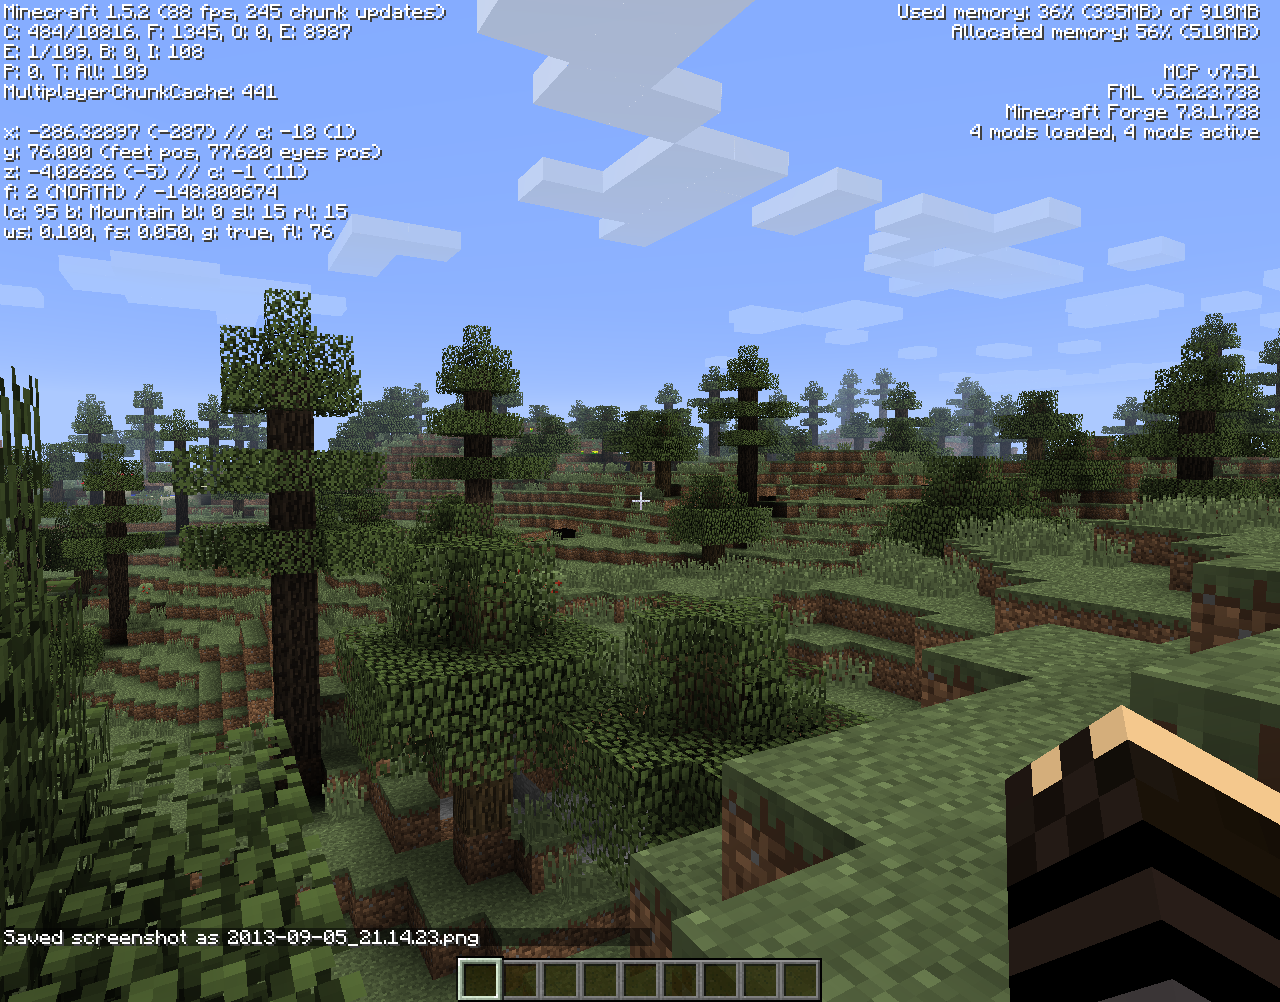 Minecraft 1.5.2 (88 fps, 245 chunk updates)
C: 484/10816. F: 1345, O: 0, E: 8987
E: 1/109. B: 0, I: 108
P: 0. T: All: 109
MultiplayerChunkCache: 441
x: -286.32897 (-287) // c: -18 (1)
y: 76.000 (feet pos, 77.620 eyes pos)
z: -4.02626 (-5) // c: -1 (11)
f: 2 (NORTH) / -148.800674
lc: 95 b: Mountain bl: 0 sl: 15 rl: 15
ws: 0.100, fs: 0.050, g: true, fl: 76
Used memory: 36% (335MB) of 910MB
Allocated memory: 56% (510MB)
MCP v7.51
FML v5.2.23.738
Minecraft Forge 7.8.1.738
4 mods loaded, 4 mods active
Saved screenshot as 2013-09-05_21.14.23.png